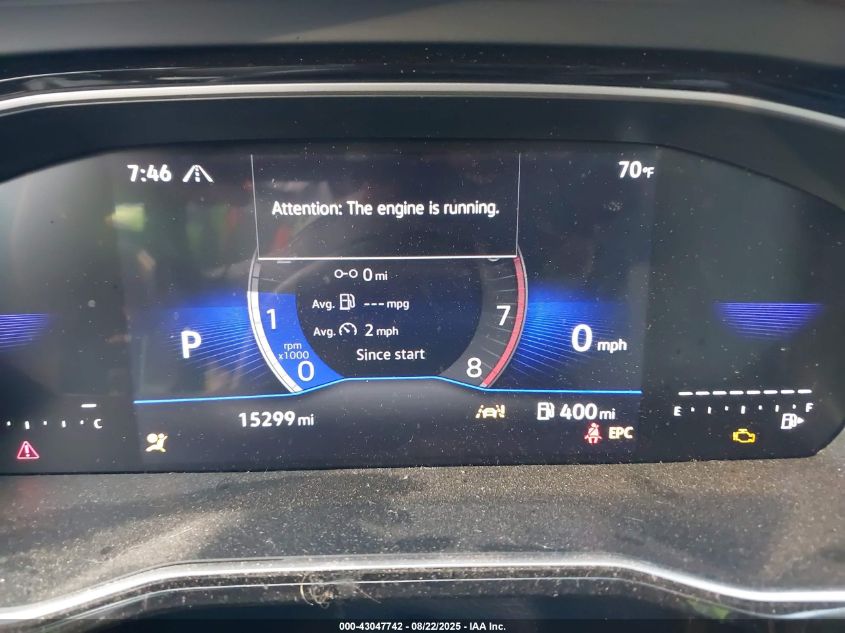 7:46
70°F
Attention: The engine is running.
0 mi
Avg. --- mpg
Avg. 2 mph
Since start
1
rpm
x1000
0
7
8
P
0 mph
15299 mi
400 mi
EPC
C
E
F
000-43047742 - 08/22/2025 - IAA Inc.